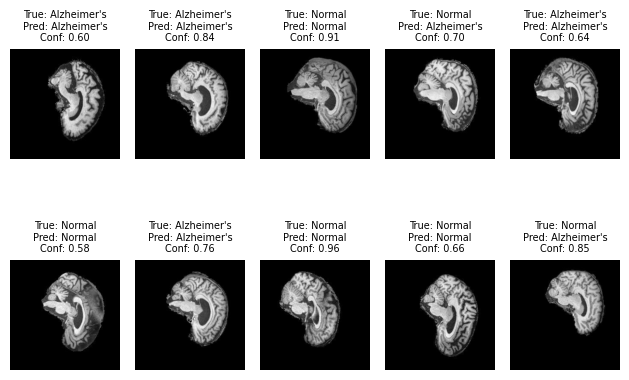 True: Alzheimer's
Pred: Alzheimer's
Conf: 0.60
True: Alzheimer's
Pred: Alzheimer's
Conf: 0.84
True: Normal
Pred: Normal
Conf: 0.91
True: Normal
Pred: Normal
Conf: 0.70
True: Alzheimer's
Pred: Alzheimer's
Conf: 0.64
True: Normal
Pred: Normal
Conf: 0.58
True: Alzheimer's
Pred: Alzheimer's
Conf: 0.76
True: Normal
Pred: Normal
Conf: 0.96
True: Normal
Pred: Normal
Conf: 0.66
True: Normal
Pred: Alzheimer's
Conf: 0.85